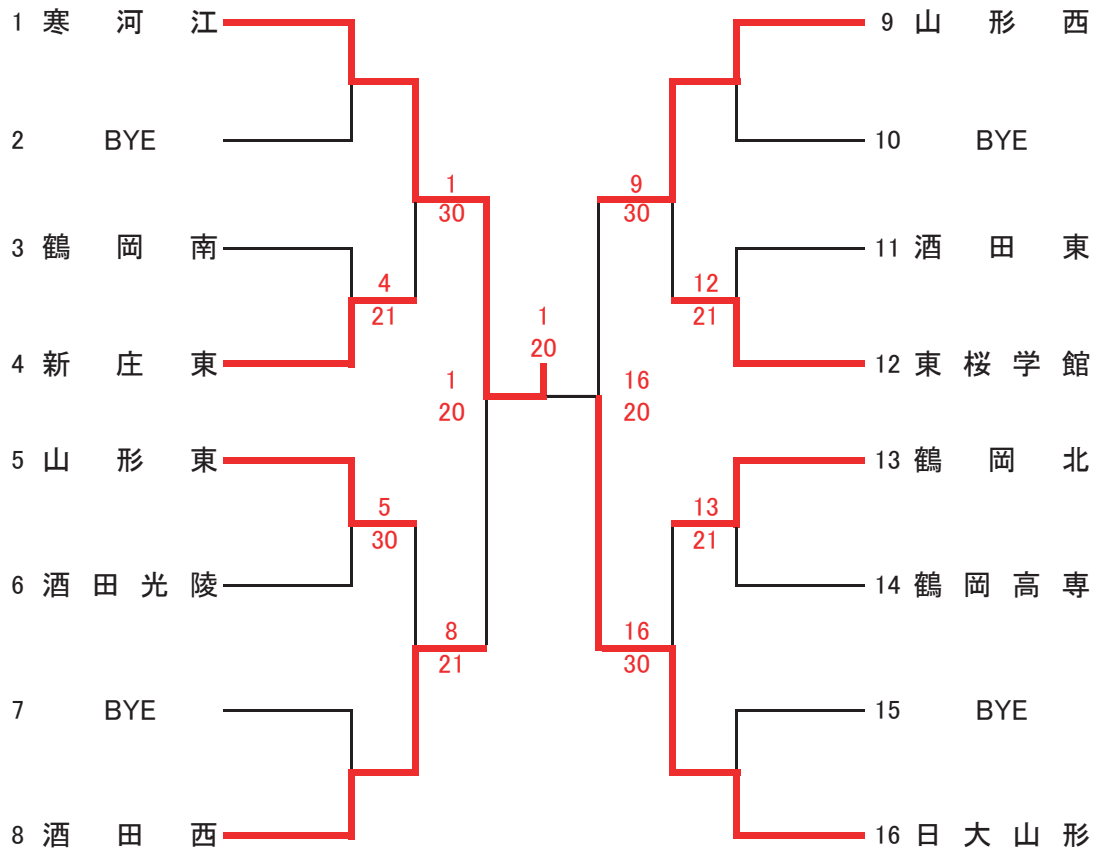 1 寒河江
2 BYE
3 鶴岡南
4 新庄東
5 山形東
6 酒田光陵
7 BYE
8 酒田西
4
21
5
30
1
30
1
20
8
21
1
20
9
30
16
20
16
30
12
21
13
21
9 山形西
10 BYE
11 酒田東
12 東桜学館
13 鶴岡北
14 鶴岡高専
15 BYE
16 日大山形